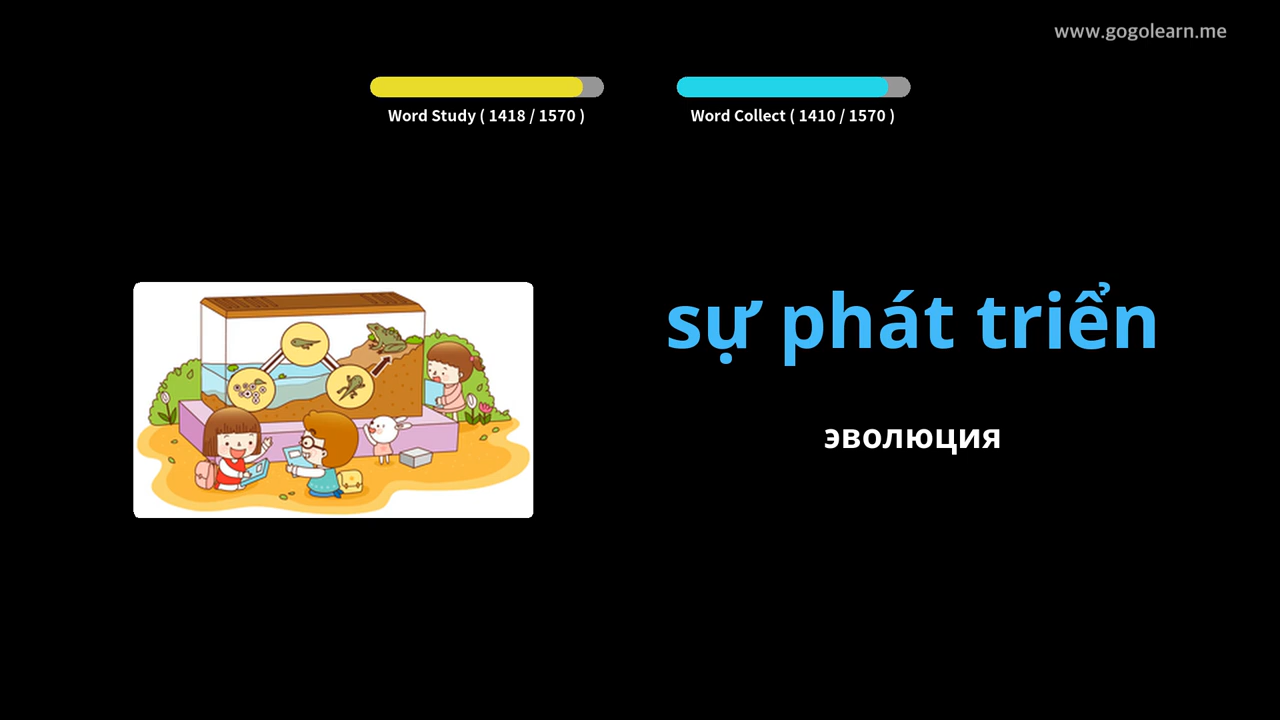 www.gogolearn.me
Word Study ( 1418 / 1570 )
Word Collect ( 1410 / 1570 )
sự phát triển
эволюция